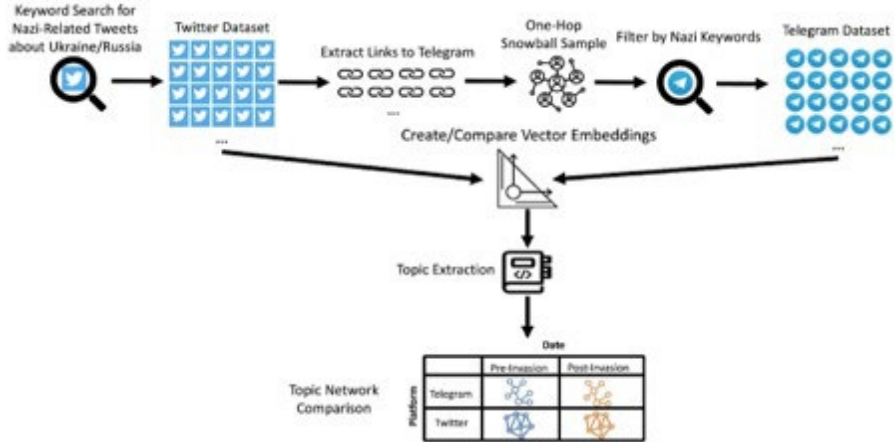 Keyword Search for
Nazi-Related Tweets
about Ukraine/Russia
Twitter Dataset
Extract Links to Telegram
One-Hop
Snowball Sample
Filter by Nazi Keywords
Telegram Dataset
...
...
...
Create/Compare Vector Embeddings
Topic Extraction
Date
Pre-Invasion
Post-Invasion
Topic Network
Comparison
Platform
Telegram
Twitter